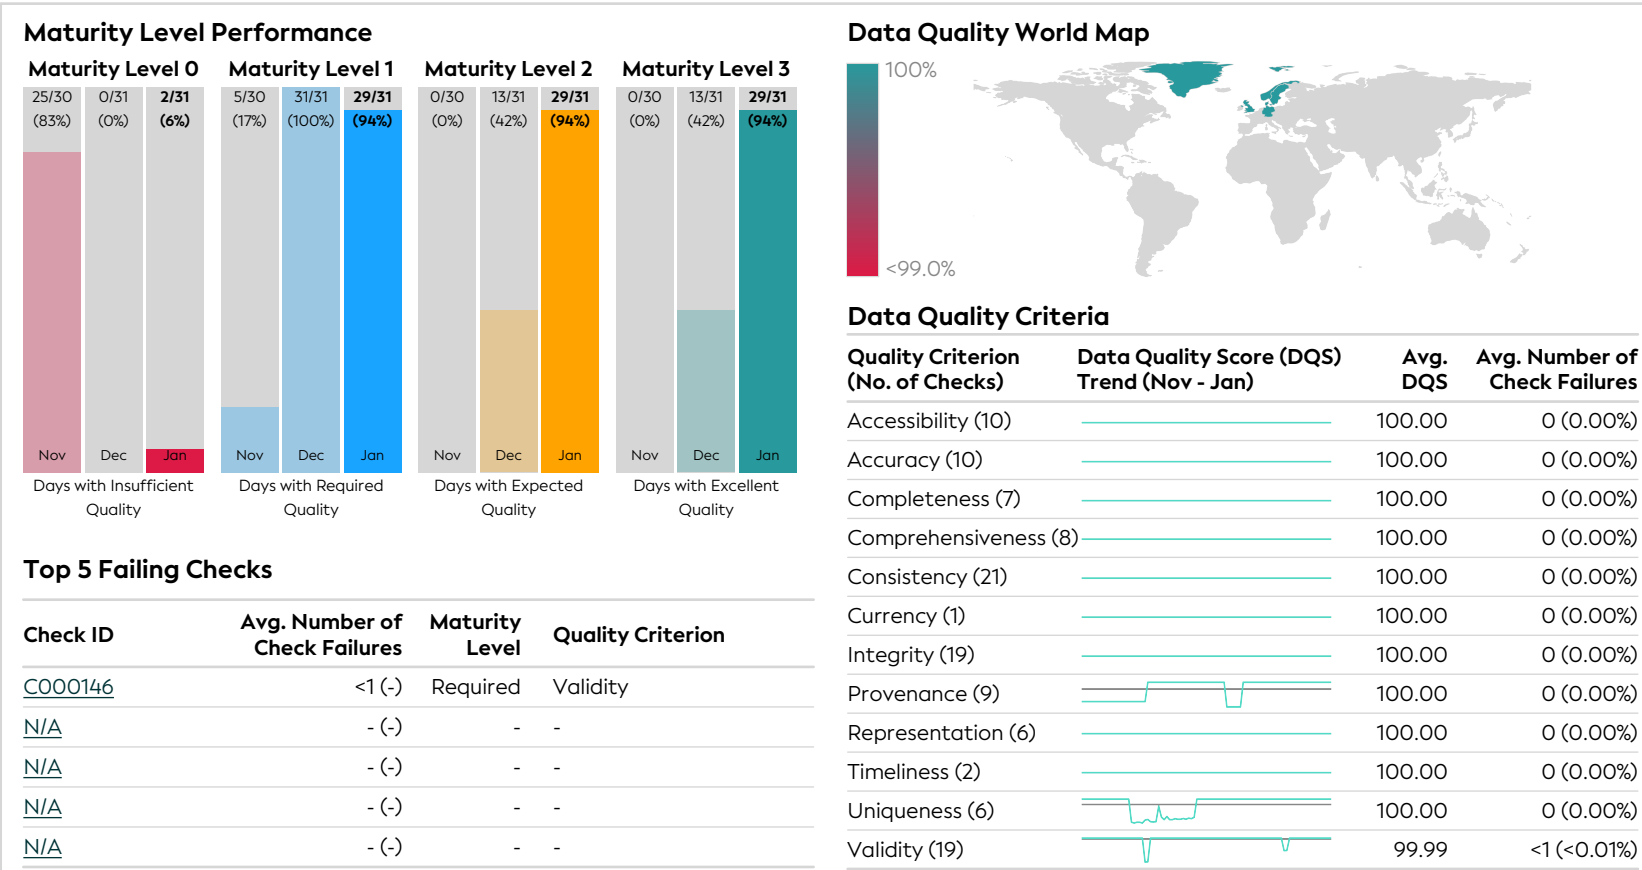 Maturity Level Performance
Maturity Level 0
Maturity Level 1
Maturity Level 2
Maturity Level 3
25/30 0/31 2/31
(83%) (0%) (6%)
5/30 31/31 29/31
(17%) (100%) (94%)
0/30 13/31 29/31
(0%) (42%) (94%)
0/30 13/31 29/31
(0%) (42%) (94%)
Nov Dec Jan
Nov Dec Jan
Nov Dec Jan
Nov Dec Jan
Days with Insufficient
Quality
Days with Required
Quality
Days with Expected
Quality
Days with Excellent
Quality
Top 5 Failing Checks
Check ID
Avg. Number of
Check Failures
Maturity
Level
Quality Criterion
C000146 <1 (-) Required Validity
N/A - (-) - -
N/A - (-) - -
N/A - (-) - -
N/A - (-) - -
Data Quality World Map
100%
<99.0%
Data Quality Criteria
Quality Criterion
(No. of Checks)
Data Quality Score (DQS)
Trend (Nov - Jan)
Avg.
DQS
Avg. Number of
Check Failures
Accessibility (10) 100.00 0 (0.00%)
Accuracy (10) 100.00 0 (0.00%)
Completeness (7) 100.00 0 (0.00%)
Comprehensiveness (8) 100.00 0 (0.00%)
Consistency (21) 100.00 0 (0.00%)
Currency (1) 100.00 0 (0.00%)
Integrity (19) 100.00 0 (0.00%)
Provenance (9) 100.00 0 (0.00%)
Representation (6) 100.00 0 (0.00%)
Timeliness (2) 100.00 0 (0.00%)
Uniqueness (6) 100.00 0 (0.00%)
Validity (19) 99.99 <1 (<0.01%)